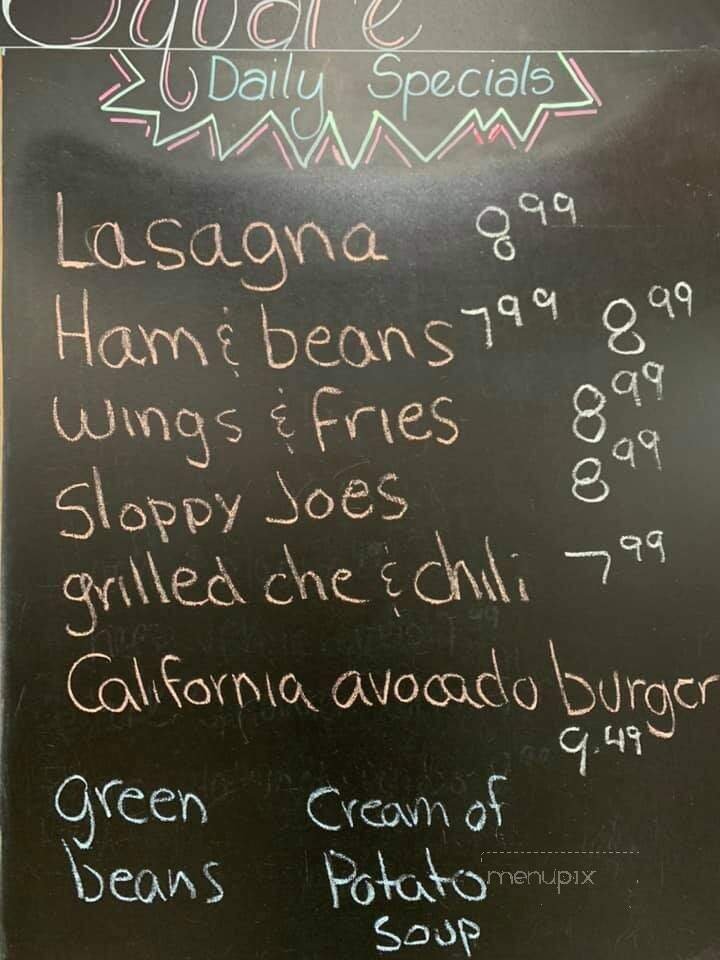 Square
Daily Specials
Lasagna 8.99
Ham & beans 7.99 8.99
Wings & Fries 8.99
Sloppy Joes 8.99
grilled che & chili 7.99
California avocado burger
9.49
green Cream of
beans Potato
Soup
menupix